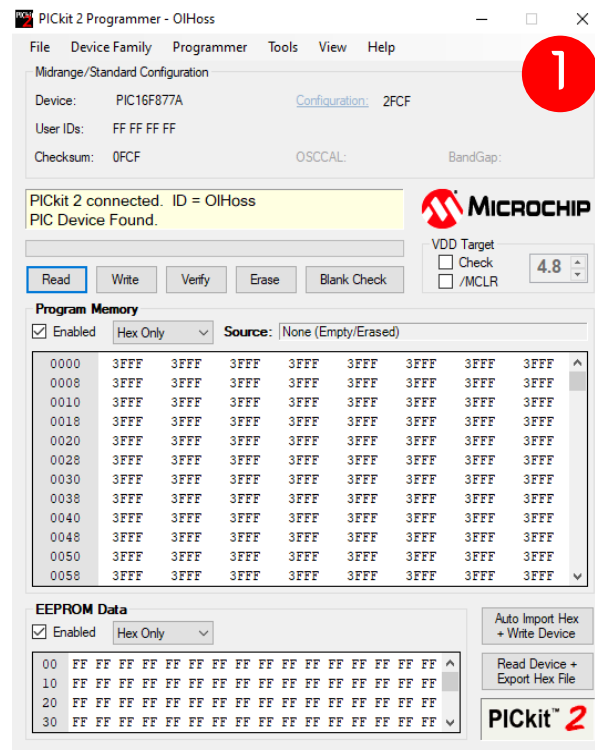 PICkit 2 Programmer - OIHoss
File Device Family Programmer Tools View Help
1
Midrange/Standard Configuration
Device: PIC16F877A Configuration: 2FCF
User IDs: FF FF FF FF
Checksum: 0FCF OSCCAL: BandGap:
PICkit 2 connected. ID = OIHoss
PIC Device Found.
MICROCHIP
VDD Target
Check
/MCLR
4.8
Read Write Verify Erase Blank Check
Program Memory
Enabled Hex Only Source: None (Empty/Erased)
0000 3FFF 3FFF 3FFF 3FFF 3FFF 3FFF 3FFF 3FFF
0008 3FFF 3FFF 3FFF 3FFF 3FFF 3FFF 3FFF 3FFF
0010 3FFF 3FFF 3FFF 3FFF 3FFF 3FFF 3FFF 3FFF
0018 3FFF 3FFF 3FFF 3FFF 3FFF 3FFF 3FFF 3FFF
0020 3FFF 3FFF 3FFF 3FFF 3FFF 3FFF 3FFF 3FFF
0028 3FFF 3FFF 3FFF 3FFF 3FFF 3FFF 3FFF 3FFF
0030 3FFF 3FFF 3FFF 3FFF 3FFF 3FFF 3FFF 3FFF
0038 3FFF 3FFF 3FFF 3FFF 3FFF 3FFF 3FFF 3FFF
0040 3FFF 3FFF 3FFF 3FFF 3FFF 3FFF 3FFF 3FFF
0048 3FFF 3FFF 3FFF 3FFF 3FFF 3FFF 3FFF 3FFF
0050 3FFF 3FFF 3FFF 3FFF 3FFF 3FFF 3FFF 3FFF
0058 3FFF 3FFF 3FFF 3FFF 3FFF 3FFF 3FFF 3FFF
EEPROM Data
Enabled Hex Only
00 FF FF FF FF FF FF FF FF FF FF FF FF FF FF FF FF
10 FF FF FF FF FF FF FF FF FF FF FF FF FF FF FF FF
20 FF FF FF FF FF FF FF FF FF FF FF FF FF FF FF FF
30 FF FF FF FF FF FF FF FF FF FF FF FF FF FF FF FF
Auto Import Hex
+ Write Device
Read Device +
Export Hex File
PICkit™ 2